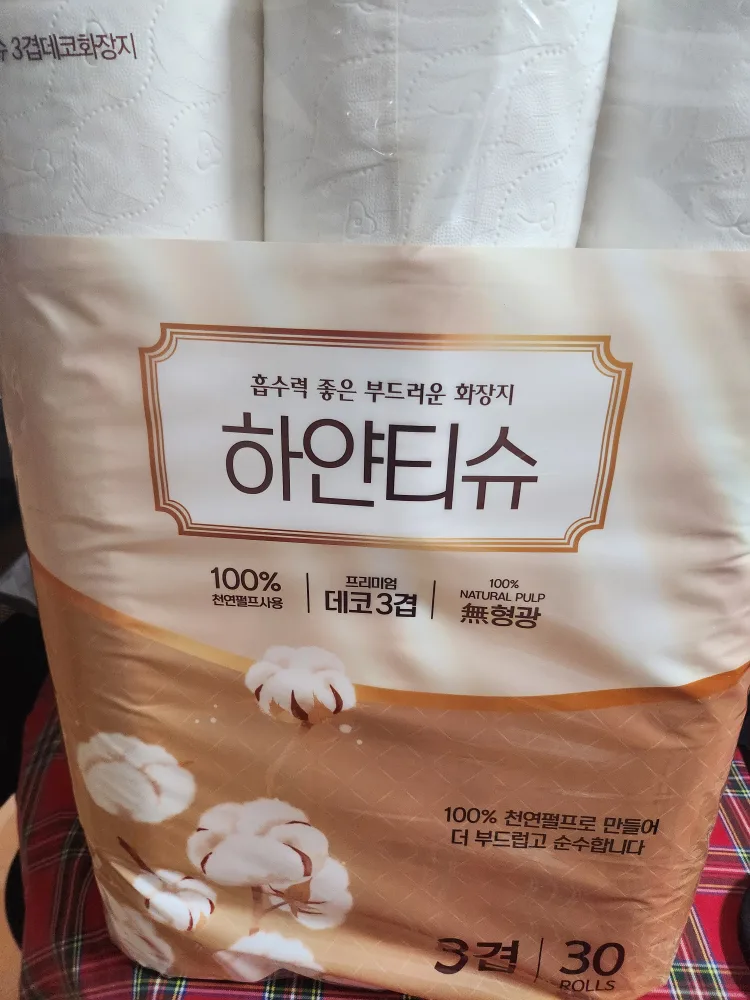 3겹데코화장지
흡수력 좋은 부드러운 화장지
하얀티슈
100%
천연펄프사용
프리미엄
데코3겹
100%
NATURAL PULP
無형광
100% 천연펄프로 만들어
더 부드럽고 순수합니다
3겹
30
ROLLS